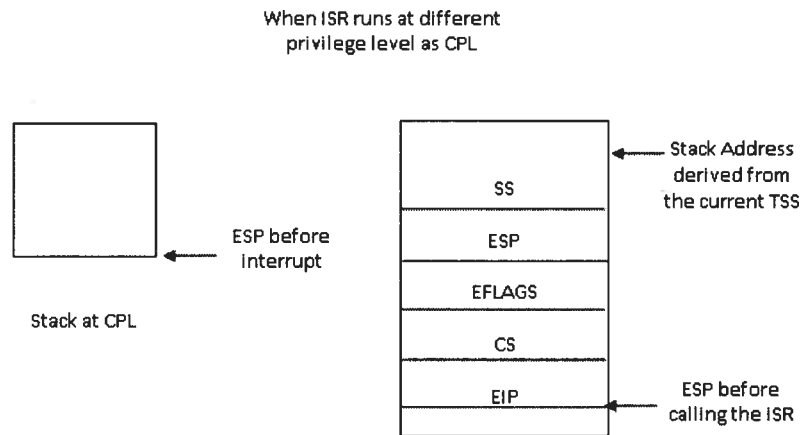 When ISR runs at different
privilege level as CPL
Stack Address
derived from
the current TSS
SS
ESP before
interrupt
ESP
EFLAGS
Stack at CPL
CS
EIP
ESP before
calling the ISR